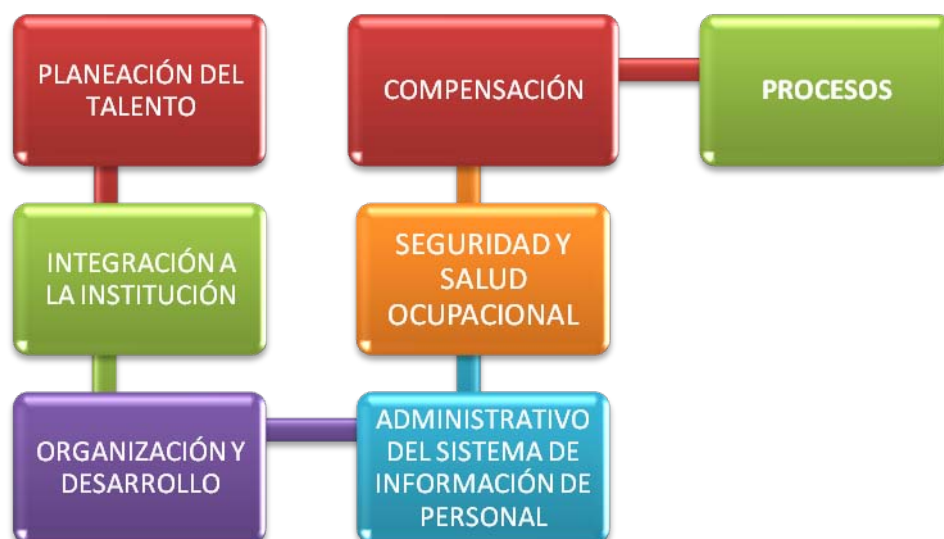 PLANEACIÓN DEL
TALENTO
INTEGRACIÓN A
LA INSTITUCIÓN
ORGANIZACIÓN Y
DESARROLLO
ADMINISTRATIVO
DEL SISTEMA DE
INFORMACIÓN DE
PERSONAL
SEGURIDAD Y
SALUD
OCUPACIONAL
COMPENSACIÓN
PROCESOS